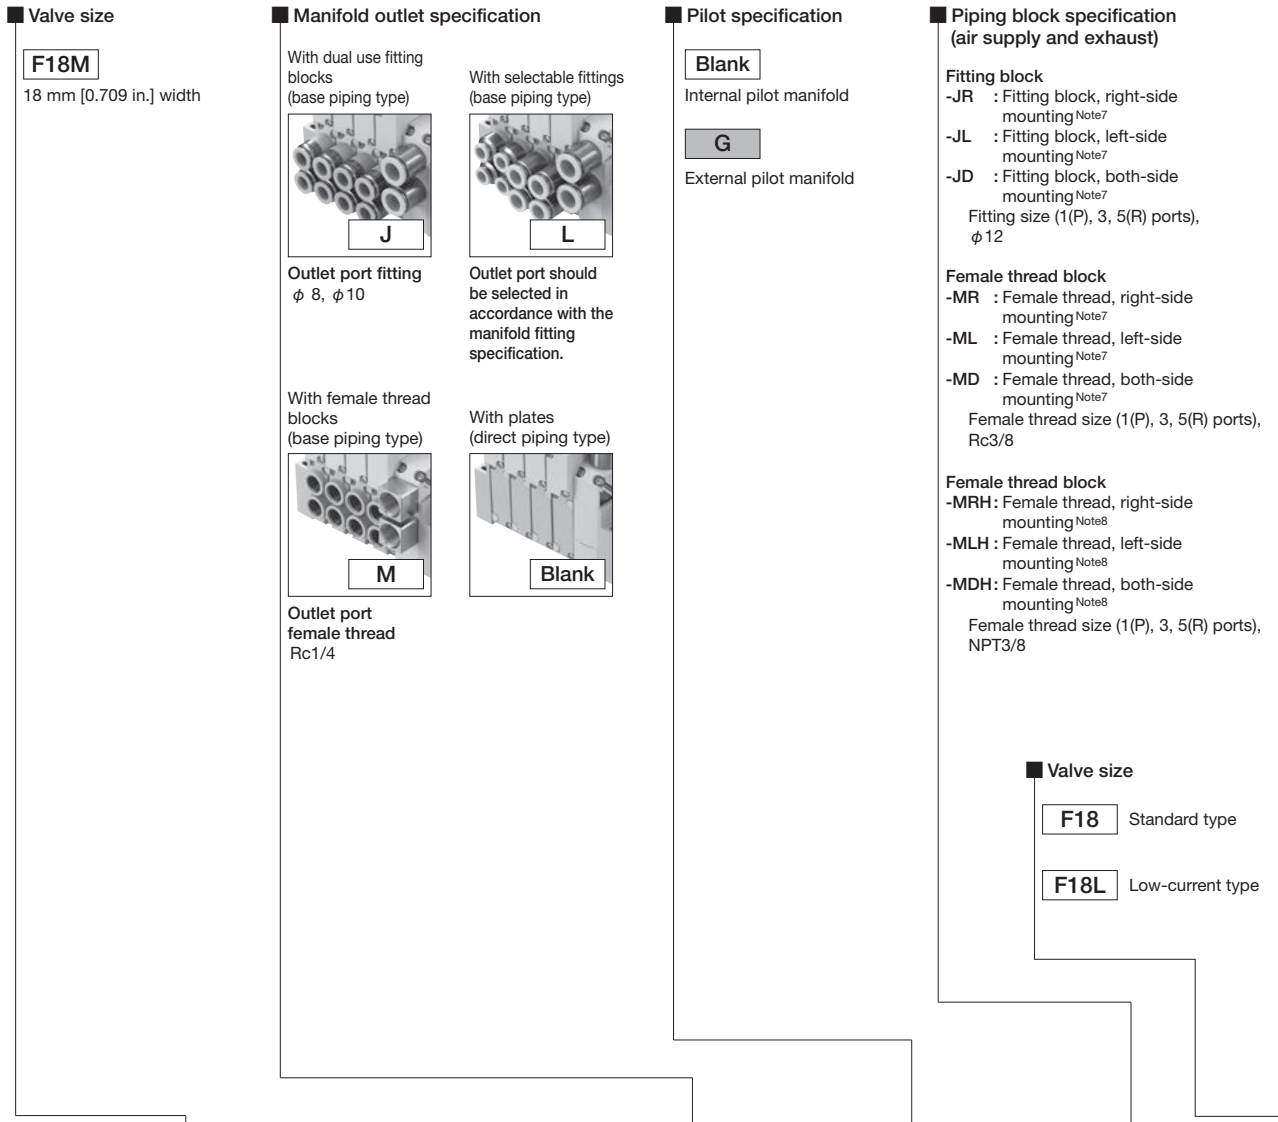 ■ Valve size
F18M
18 mm [0.709 in.] width
■ Manifold outlet specification
With dual use fitting
blocks
(base piping type)
J
Outlet port fitting
φ 8, φ10
With selectable fittings
(base piping type)
L
Outlet port should
be selected in
accordance with the
manifold fitting
specification.
With female thread
blocks
(base piping type)
M
Outlet port
female thread
Rc1/4
With plates
(direct piping type)
Blank
■ Pilot specification
Blank
Internal pilot manifold
G
External pilot manifold
■ Piping block specification
(air supply and exhaust)
Fitting block
-JR : Fitting block, right-side
mounting Note7
-JL : Fitting block, left-side
mounting Note7
-JD : Fitting block, both-side
mounting Note7
Fitting size (1(P), 3, 5(R) ports),
φ12
Female thread block
-MR : Female thread, right-side
mounting Note7
-ML : Female thread, left-side
mounting Note7
-MD : Female thread, both-side
mounting Note7
Female thread size (1(P), 3, 5(R) ports),
Rc3/8
Female thread block
-MRH : Female thread, right-side
mounting Note8
-MLH : Female thread, left-side
mounting Note8
-MDH : Female thread, both-side
mounting Note8
Female thread size (1(P), 3, 5(R) ports),
NPT3/8
■ Valve size
F18 Standard type
F18L Low-current type